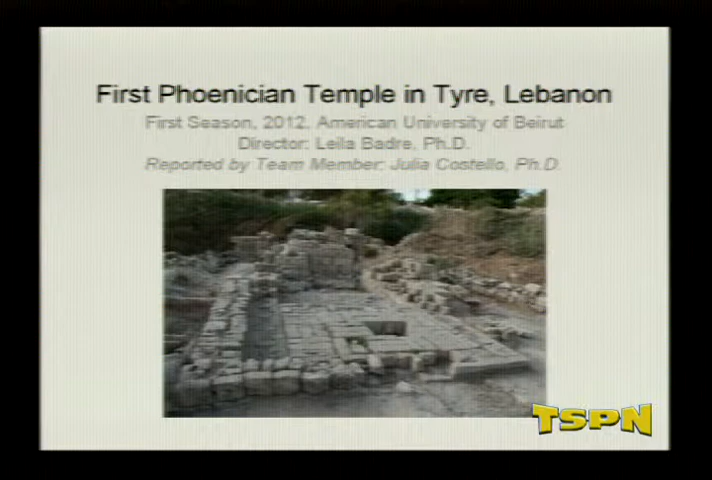 First Phoenician Temple in Tyre, Lebanon
First Season, 2012, American University of Beirut
Director: Leila Badre, Ph.D.
Reported by Team Member: Julia Costello, Ph.D.
TSPN